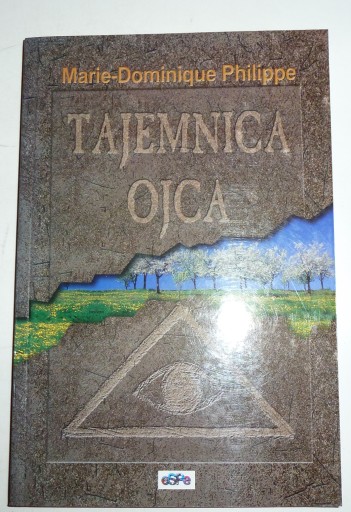 Marie-Dominique Philippe
TAJEMNICA
OJCA
eSPe